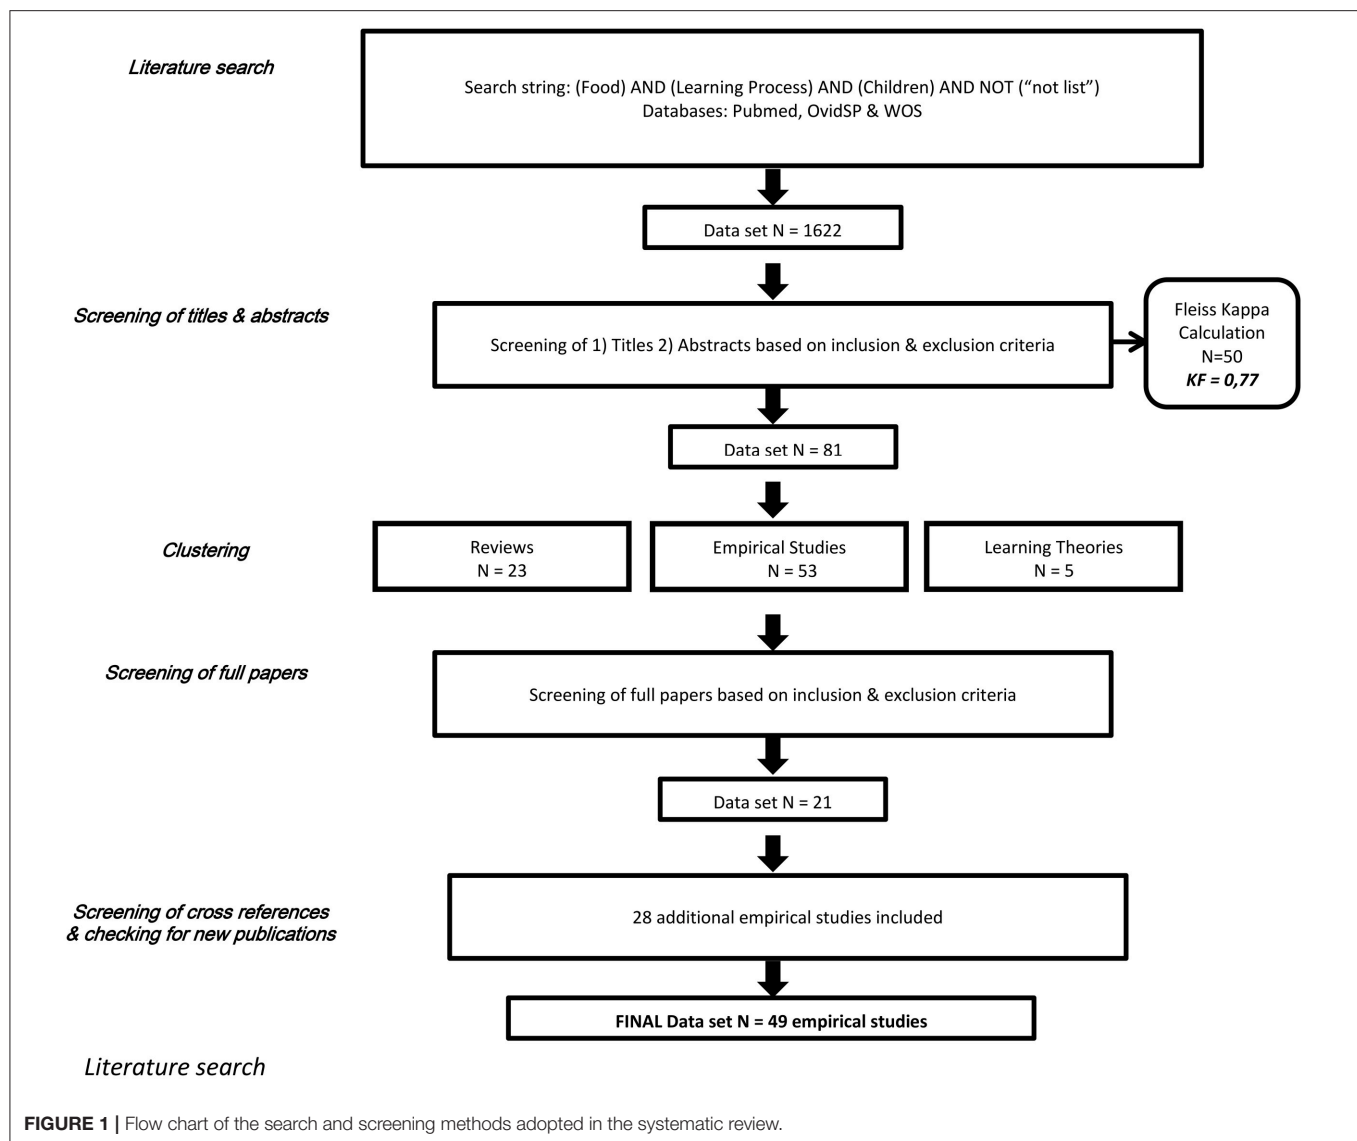 Literature search
Search string: (Food) AND (Learning Process) AND (Children) AND NOT (“not list”)
Databases: Pubmed, OvidSP & WOS
Data set N = 1622
Screening of titles & abstracts
Screening of 1) Titles 2) Abstracts based on inclusion & exclusion criteria
Fleiss Kappa
Calculation
N=50
KF = 0,77
Data set N = 81
Clustering
Reviews
N = 23
Empirical Studies
N = 53
Learning Theories
N = 5
Screening of full papers
Screening of full papers based on inclusion & exclusion criteria
Data set N = 21
Screening of cross references
& checking for new publications
28 additional empirical studies included
FINAL Data set N = 49 empirical studies
Literature search
FIGURE 1 | Flow chart of the search and screening methods adopted in the systematic review.